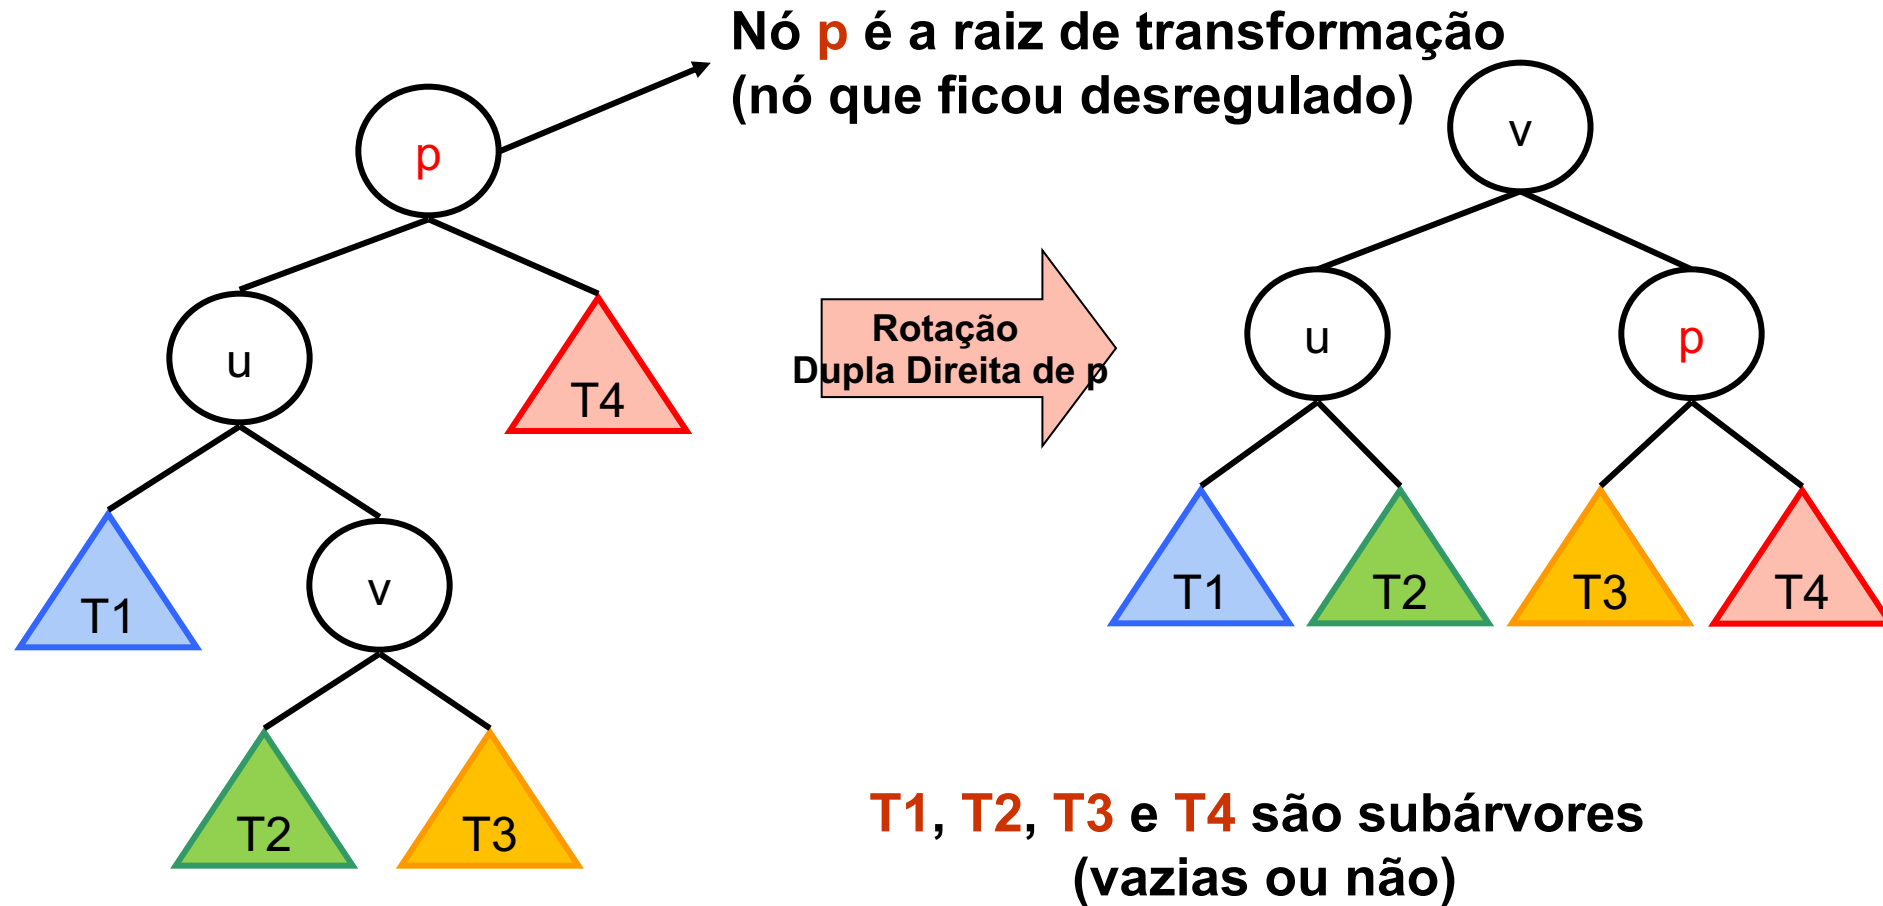 Nó p é a raiz de transformação
(nó que ficou desregulado)
p
u
T4
T1
v
T2
T3
Rotação
Dupla Direita de p
v
u
p
T1
T2
T3
T4
T1, T2, T3 e T4 são subárvores
(vazias ou não)